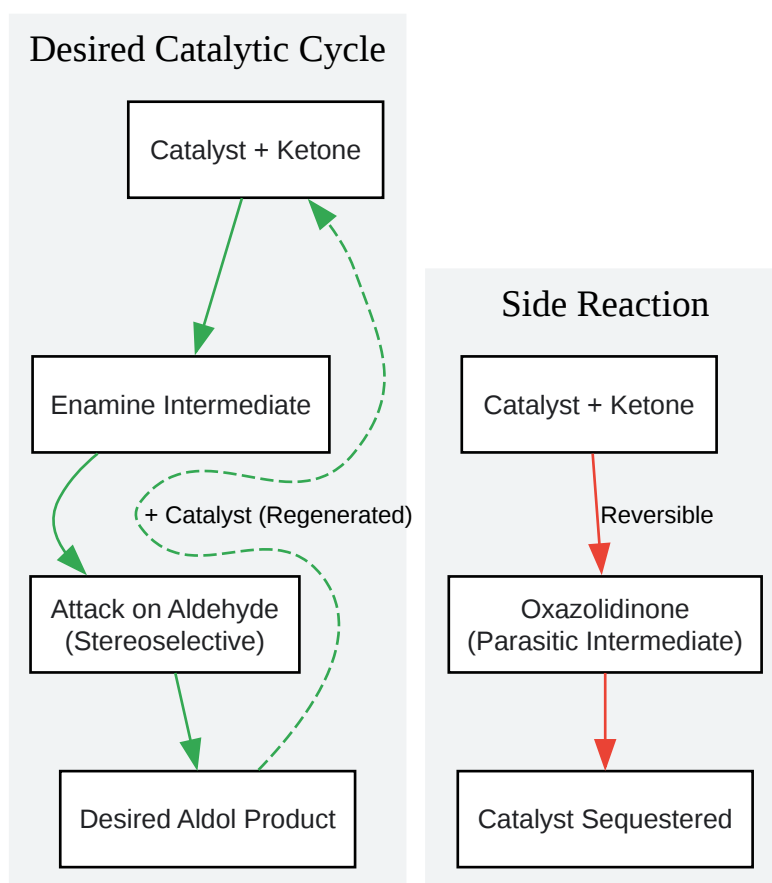 Desired Catalytic Cycle
Catalyst + Ketone
Enamine Intermediate
+ Catalyst (Regenerated)
Attack on Aldehyde
(Stereoselective)
Desired Aldol Product
Side Reaction
Catalyst + Ketone
Reversible
Oxazolidinone
(Parasitic Intermediate)
Catalyst Sequestered